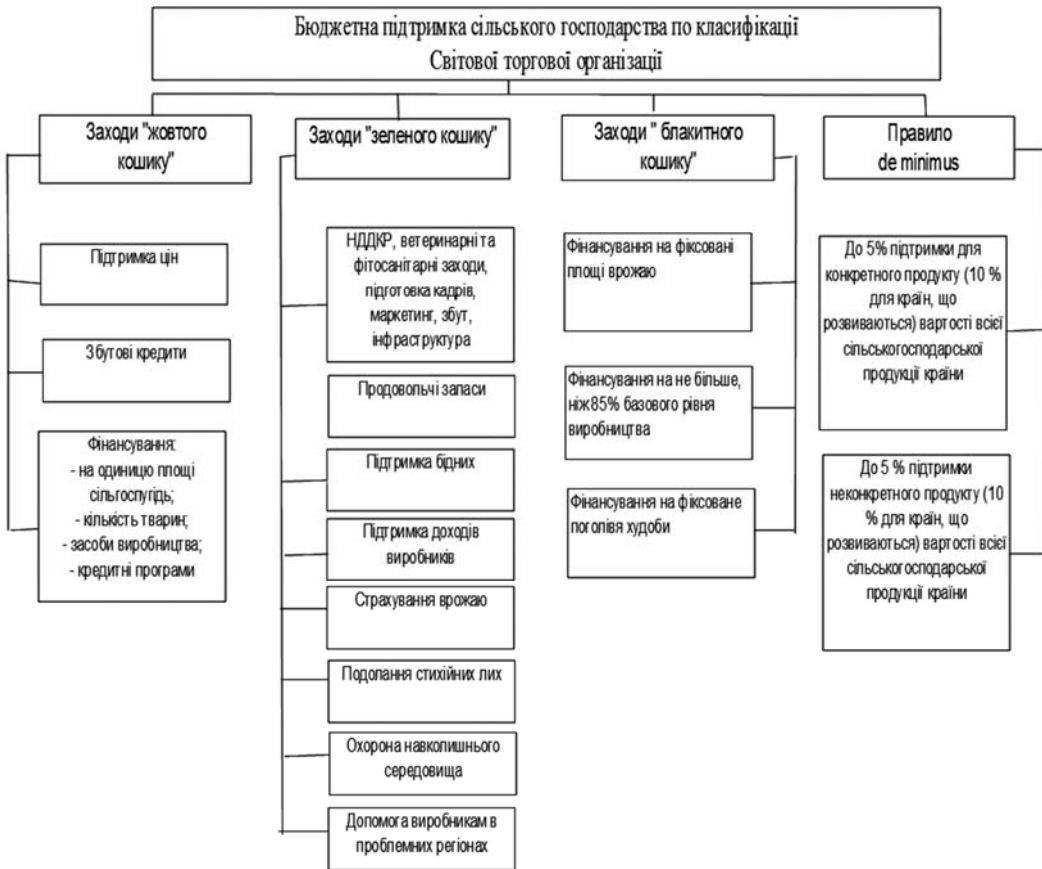 Бюджетна підтримка сільського господарства по класифікації
Світової торгової організації
Заходи "жовтого
кошику"
Підтримка цін
Збутові кредити
Фінансування:
- на одиницю площі
сільгоспугідь;
- кількість тварин;
- засоби виробництва;
- кредитні програми
Заходи "зеленого кошику"
НДДКР, ветеринарні та
фітосанітарні заходи,
підготовка кадрів,
маркетинг, збут,
інфраструктура
Продовольчі запаси
Підтримка бідних
Підтримка доходів
виробників
Страхування врожаю
Подолання стихійних лих
Охорона навколишнього
середовища
Допомога виробникам в
проблемних регіонах
Заходи " блакитного
кошику"
Фінансування на фіксовані
площі врожаю
Фінансування на не більше,
ніж 85% базового рівня
виробництва
Фінансування на фіксоване
поголівя худоби
Правило
de minimus
До 5% підтримки для
конкретного продукту (10 %
для країн, що
розвиваються) вартості всієї
сільськогосподарської
продукції країни
До 5 % підтримки
неконкретного продукту (10
% для країн, що
розвиваються) вартості всієї
сільськогосподарської
продукції країни